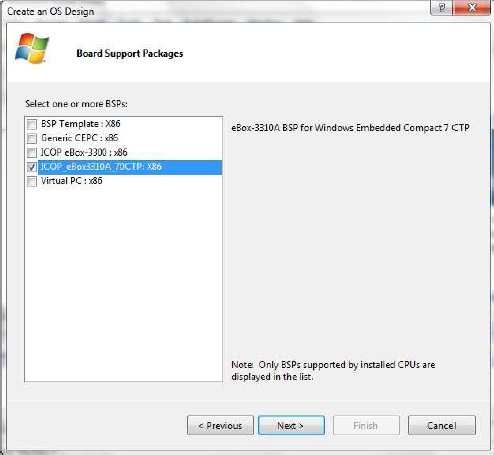 Create an OS Design
Board Support Packages
Select one or more BSPs:
BSP Template : X86
Generic CEPC : x86
ICOP eBox-3300 : x86
ICOP_eBox3310A_70CTP: X86
Virtual PC : x86
eBox-3310A BSP for Windows Embedded Compact 7 CTP
Note: Only BSPs supported by installed CPUs are
displayed in the list.
< Previous
Next >
Finish
Cancel